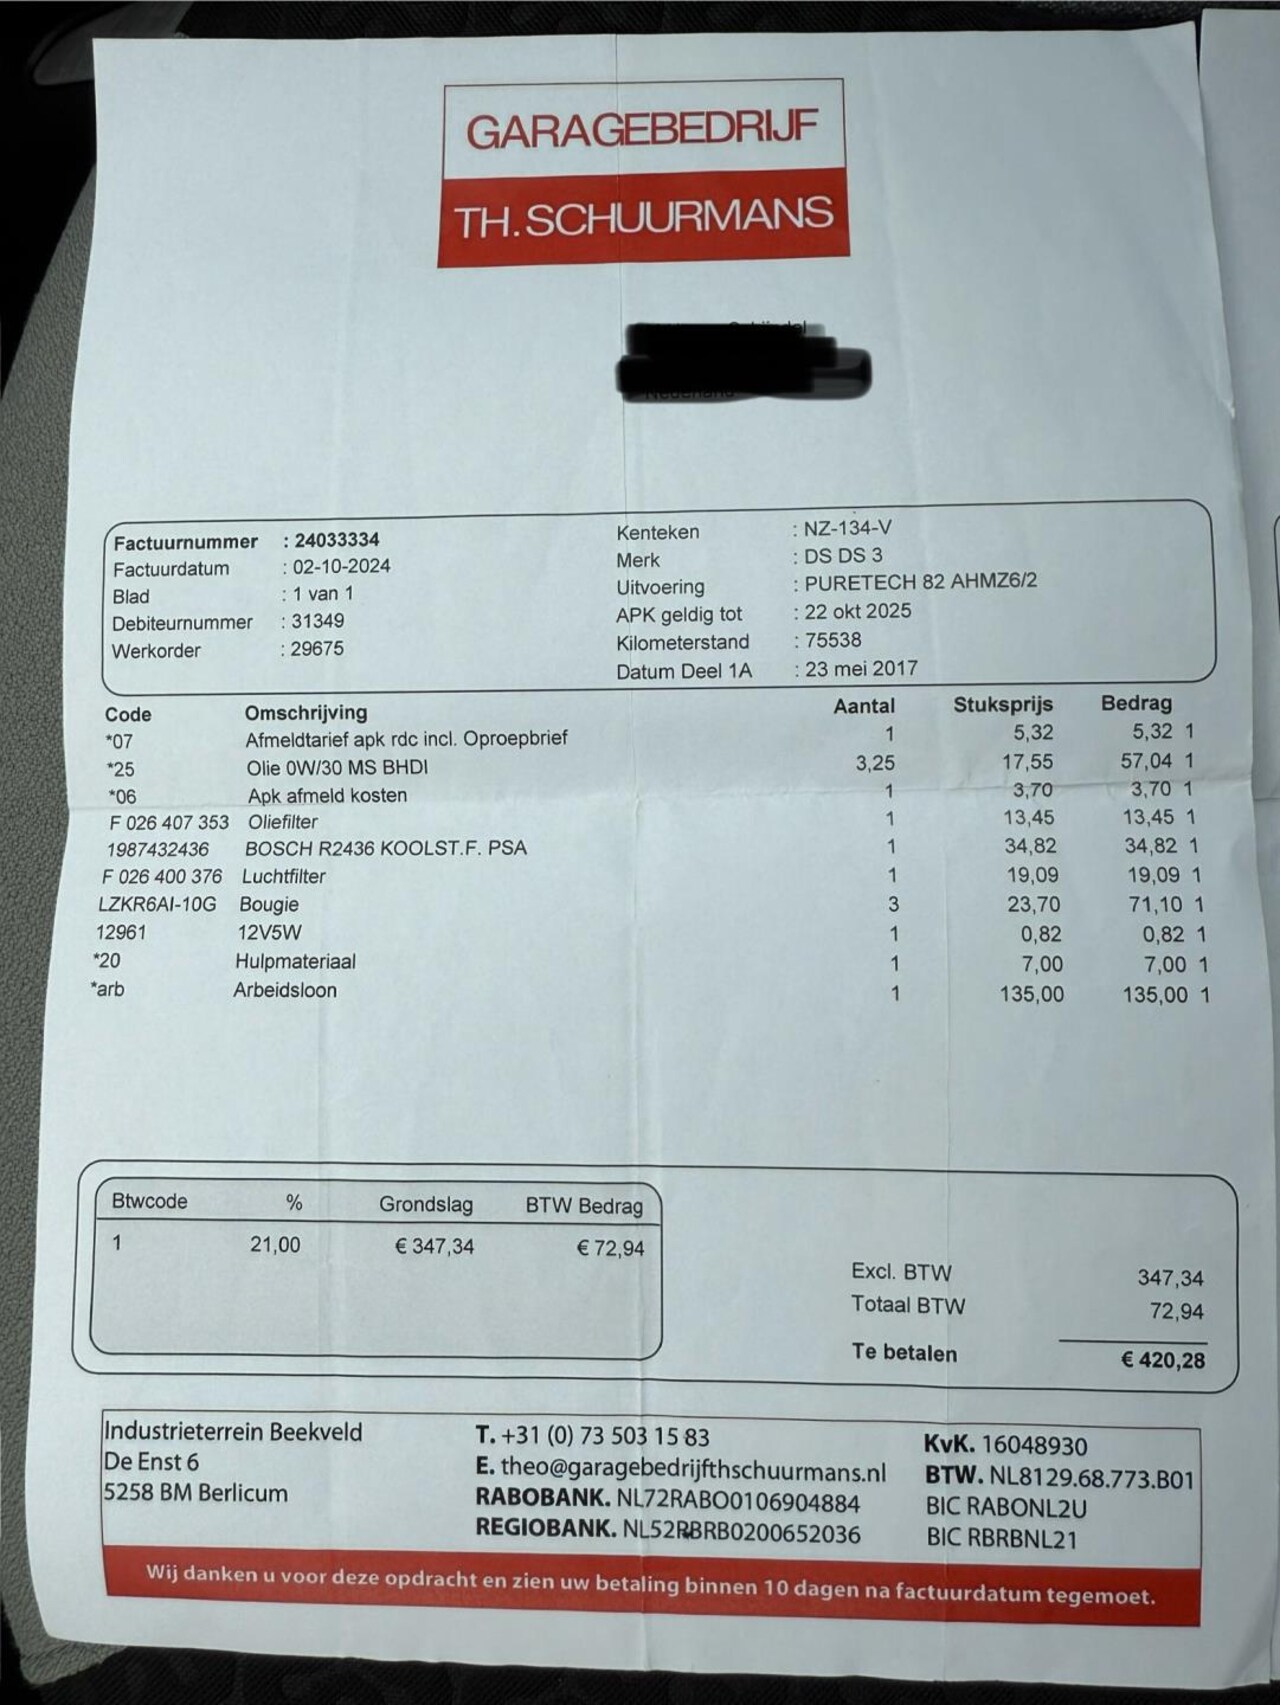 GARAGEBEDRIJF
TH.SCHUURMANS
Nederland
Factuurnummer : 24033334
Factuurdatum : 02-10-2024
Blad : 1 van 1
Debiteurnummer : 31349
Werkorder : 29675
Kenteken : NZ-134-V
Merk : DS DS 3
Uitvoering : PURETECH 82 AHMZ6/2
APK geldig tot : 22 okt 2025
Kilometerstand : 75538
Datum Deel 1A : 23 mei 2017
Code Omschrijving Aantal Stuksprijs Bedrag
*07 Afmeldtarief apk rdc incl. Oproepbrief 1 5,32 5,32 1
*25 Olie 0W/30 MS BHDI 3,25 17,55 57,04 1
*06 Apk afmeld kosten 1 3,70 3,70 1
F 026 407 353 Oliefilter 1 13,45 13,45 1
1987432436 BOSCH R2436 KOOLST.F. PSA 1 34,82 34,82 1
F 026 400 376 Luchtfilter 1 19,09 19,09 1
LZKR6AI-10G Bougie 3 23,70 71,10 1
12961 12V5W 1 0,82 0,82 1
*20 Hulpmateriaal 1 7,00 7,00 1
*arb Arbeidsloon 1 135,00 135,00 1
Btwcode % Grondslag BTW Bedrag
1 21,00 € 347,34 € 72,94
Excl. BTW 347,34
Totaal BTW 72,94
Te betalen € 420,28
Industrieterrein Beekveld
De Enst 6
5258 BM Berlicum
T. +31 (0) 73 503 15 83
E. theo@garagebedrijfthschuurmans.nl
RABOBANK. NL72RABO0106904884
REGIOBANK. NL52RBRB0200652036
KvK. 16048930
BTW. NL8129.68.773.B01
BIC RABONL2U
BIC RBRBNL21
Wij danken u voor deze opdracht en zien uw betaling binnen 10 dagen na factuurdatum tegemoet.